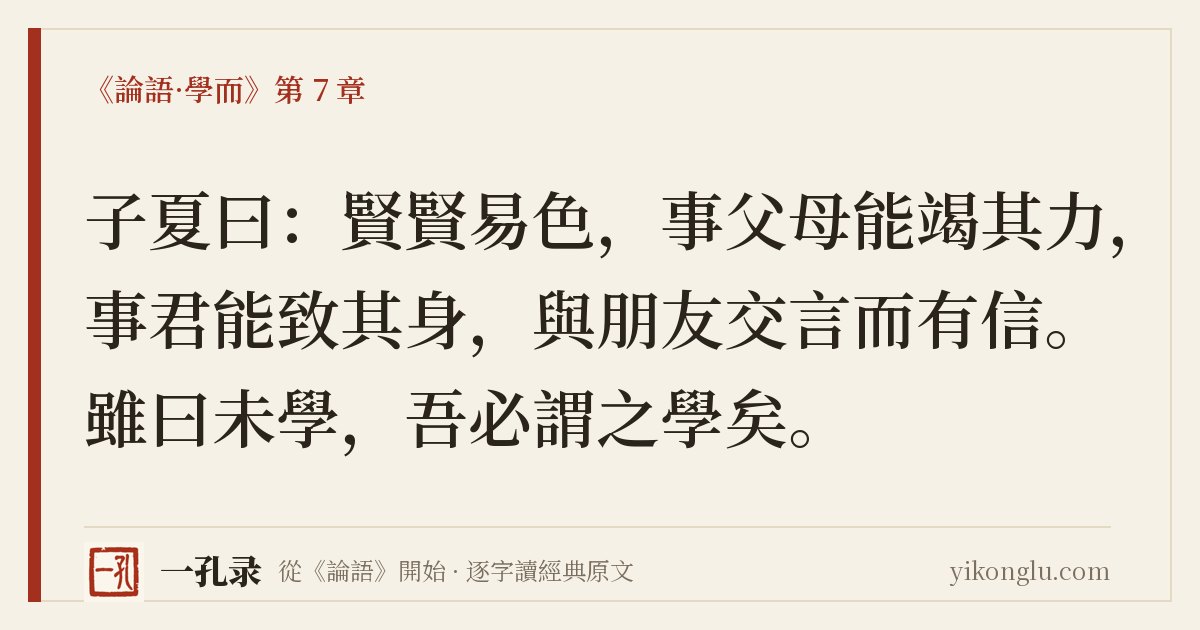 《論語·學而》第 7 章
子夏曰：賢賢易色，事父母能竭其力，
事君能致其身，與朋友交言而有信。
雖曰未學，吾必謂之學矣。
一孔
一孔录
從《論語》開始 · 逐字讀經典原文
yikonglu.com